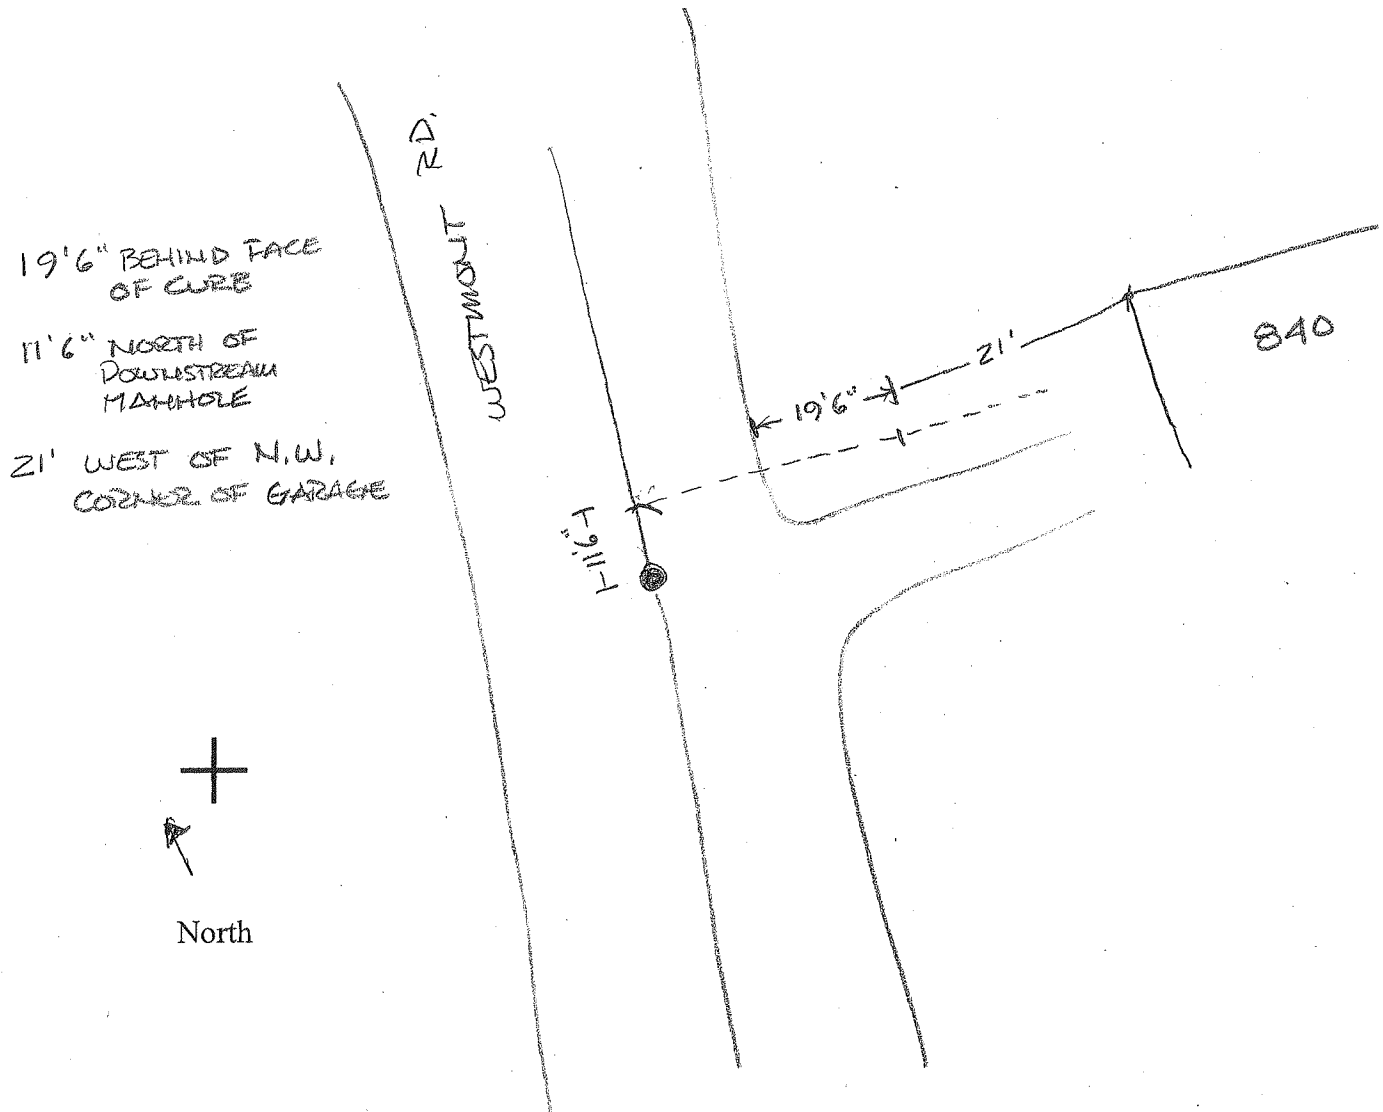 WESTMONT RD.
19'6" BEHIND FACE
OF CURB
11'6" NORTH OF
DOWNSTREAM
MANHOLE
21' WEST OF N.W.
CORNER OF GARAGE
19'6"
21'
840
11'6"
North